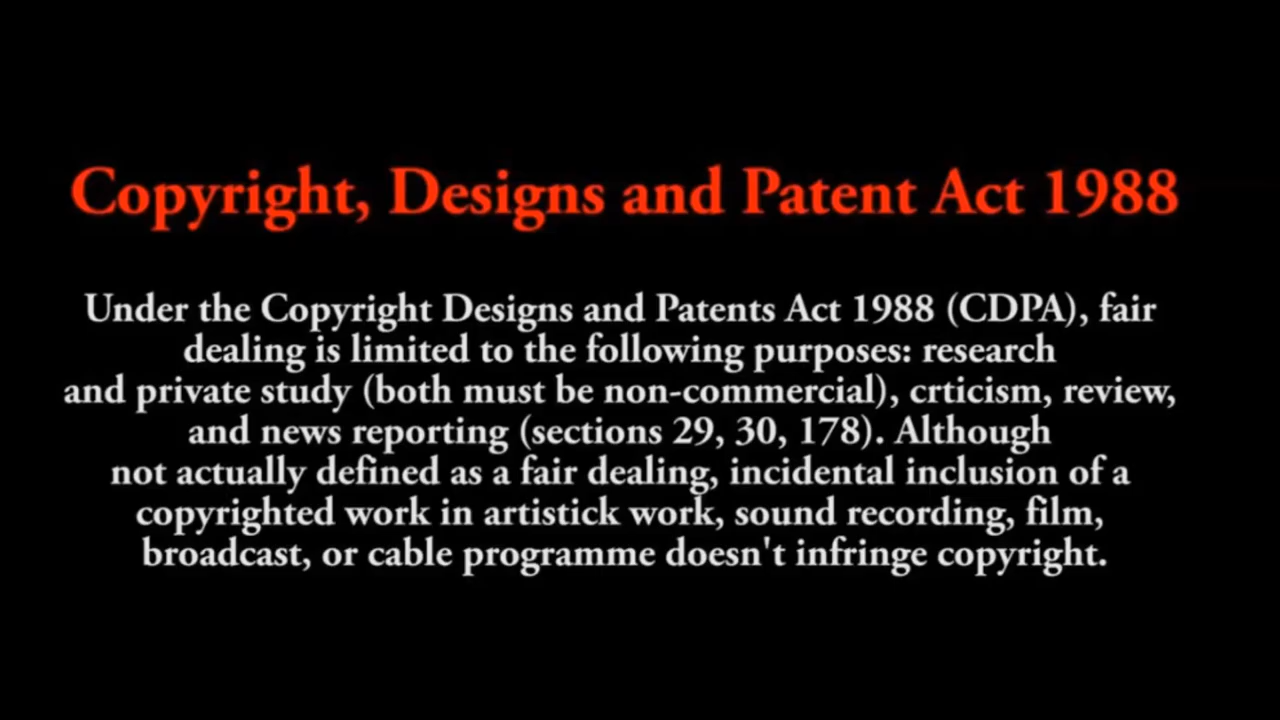 Copyright, Designs and Patent Act 1988
Under the Copyright Designs and Patents Act 1988 (CDPA), fair
dealing is limited to the following purposes: research
and private study (both must be non-commercial), crticism, review,
and news reporting (sections 29, 30, 178). Although
not actually defined as a fair dealing, incidental inclusion of a
copyrighted work in artistick work, sound recording, film,
broadcast, or cable programme doesn't infringe copyright.